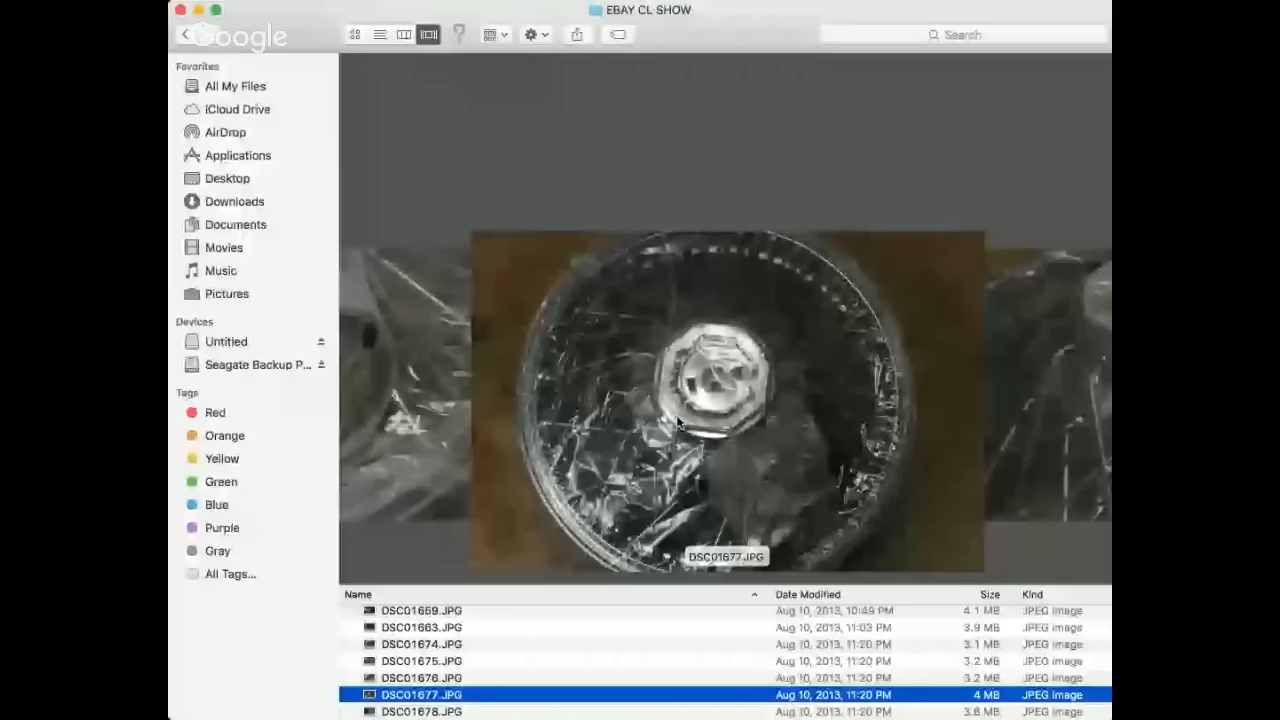 EBAY CL SHOW
Google
Search
Favorites
All My Files
iCloud Drive
AirDrop
Applications
Desktop
Downloads
Documents
Movies
Music
Pictures
Devices
Untitled
Seagate Backup P...
Tags
Red
Orange
Yellow
Green
Blue
Purple
Gray
All Tags...
DSC01677.JPG
Name Date Modified Size Kind
DSC01659.JPG Aug 10, 2013, 10:49 PM 4.1 MB JPEG image
DSC01663.JPG Aug 10, 2013, 11:03 PM 3.9 MB JPEG image
DSC01674.JPG Aug 10, 2013, 11:20 PM 3.1 MB JPEG image
DSC01675.JPG Aug 10, 2013, 11:20 PM 3.2 MB JPEG image
DSC01676.JPG Aug 10, 2013, 11:20 PM 3.2 MB JPEG image
DSC01677.JPG Aug 10, 2013, 11:20 PM 4 MB JPEG image
DSC01678.JPG Aug 10, 2013, 11:20 PM 3.6 MB JPEG image